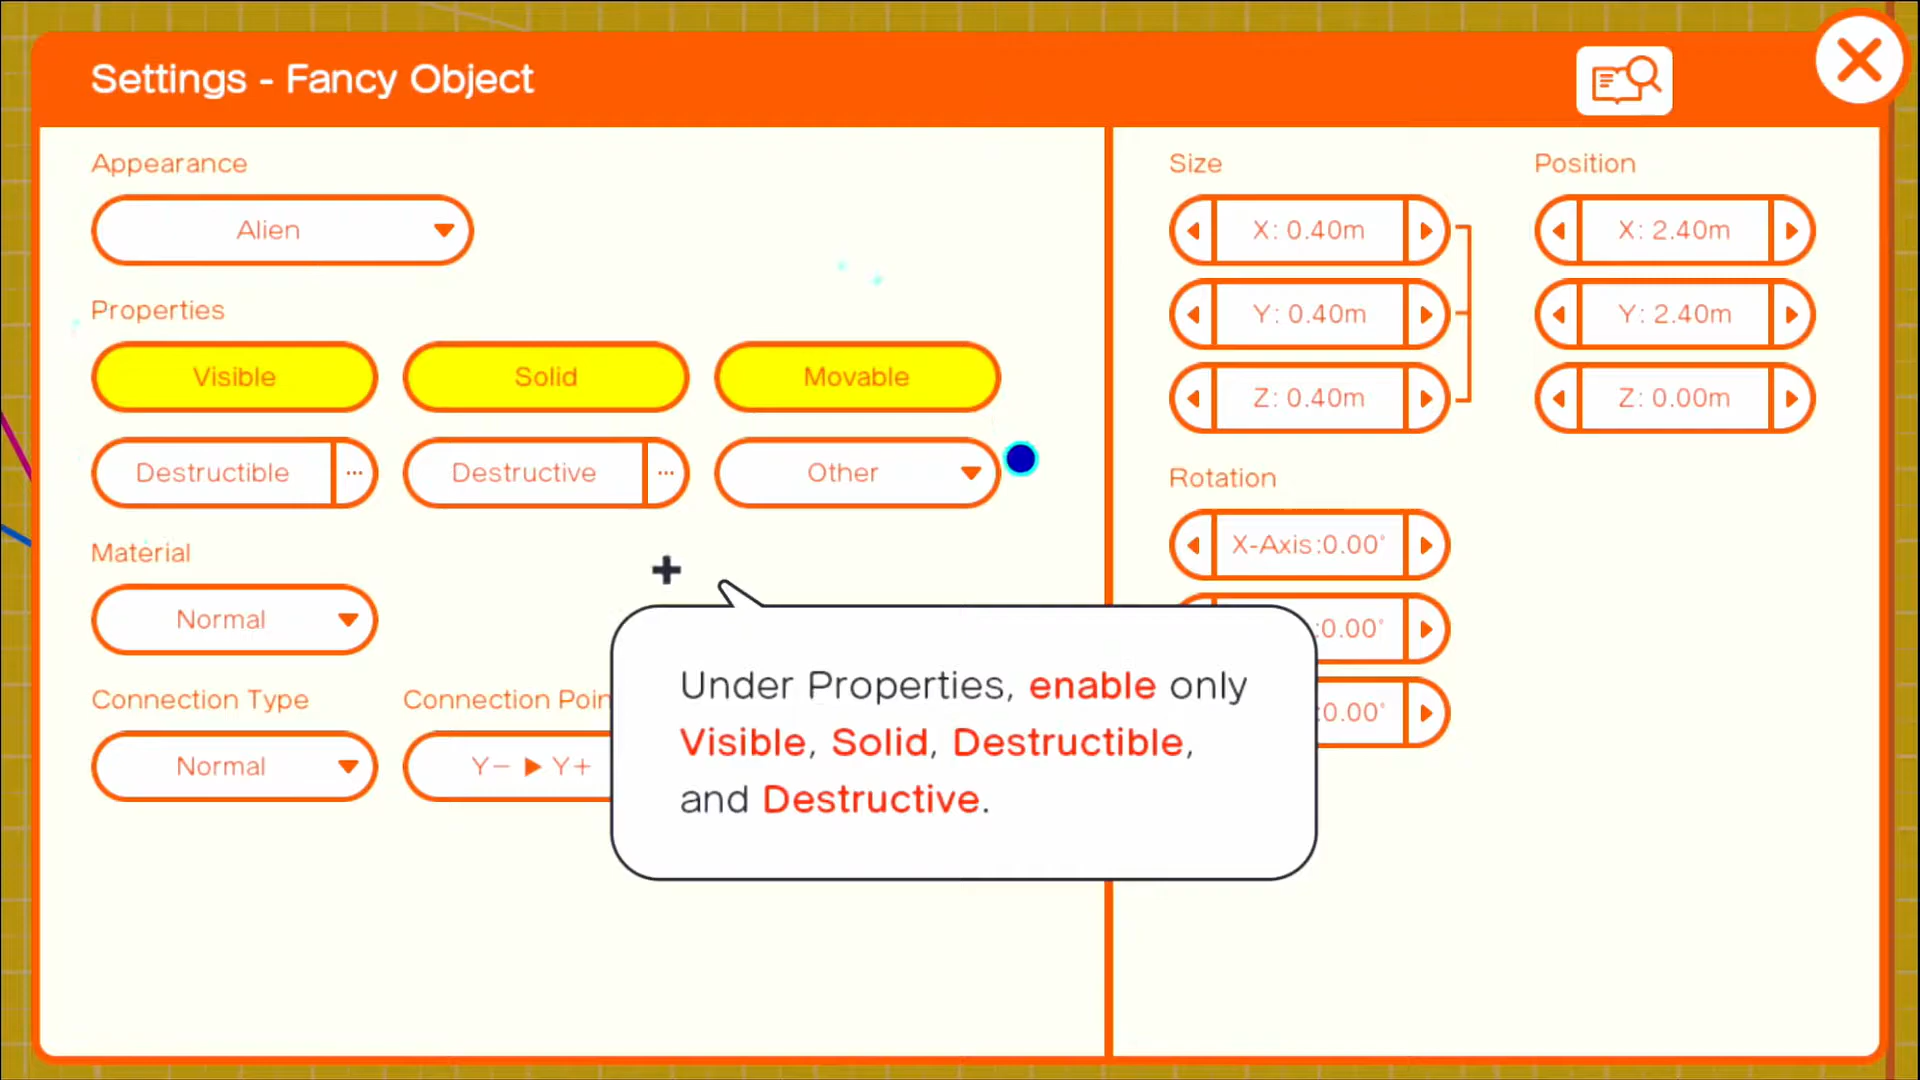 Settings - Fancy Object
Appearance
Alien
Properties
Visible
Solid
Movable
Destructible
...
Destructive
...
Other
Material
Normal
Connection Type
Connection Poin
Normal
Y- ▶ Y+
Size
X: 0.40m
Y: 0.40m
Z: 0.40m
Position
X: 2.40m
Y: 2.40m
Z: 0.00m
Rotation
X-Axis:0.00°
:0.00°
:0.00°
Under Properties, enable only
Visible, Solid, Destructible,
and Destructive.